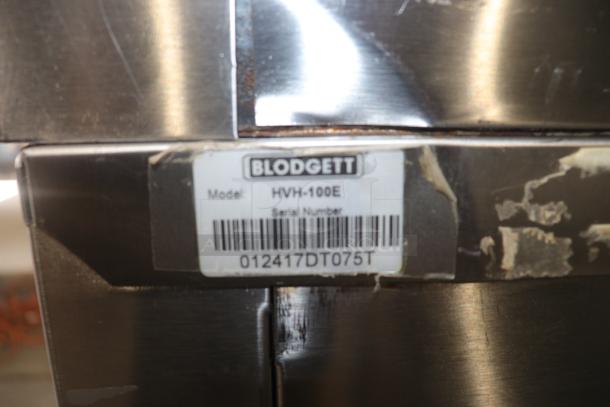 BLODGETT
Model: HVH-100E
Serial Number
012417DT075T